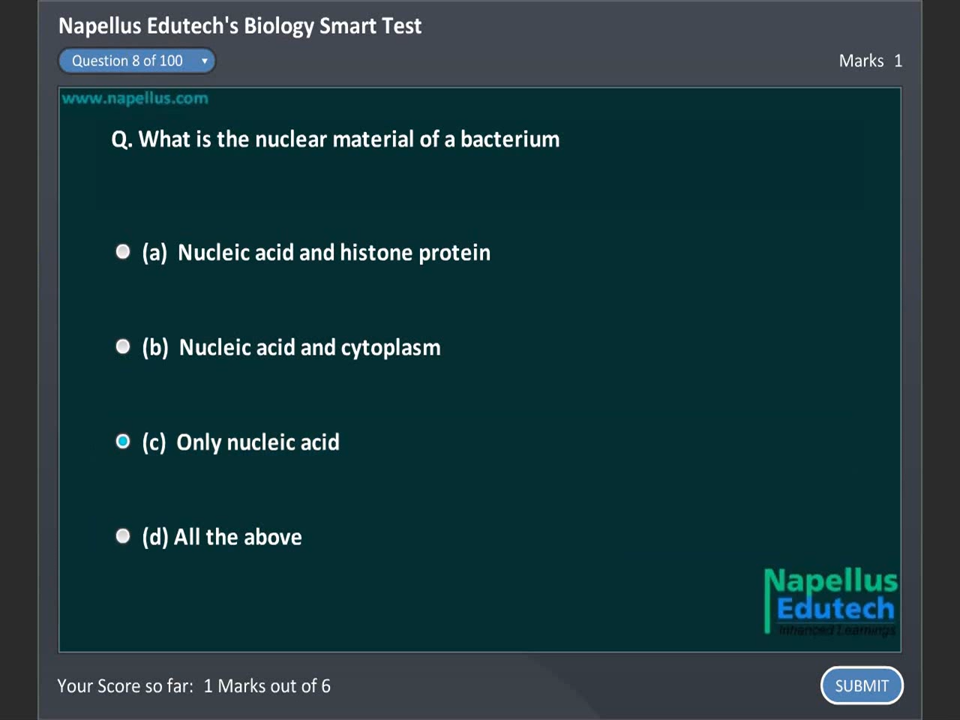 Napellus Edutech's Biology Smart Test
Question 8 of 100
Marks 1
www.napellus.com
Q. What is the nuclear material of a bacterium
(a) Nucleic acid and histone protein
(b) Nucleic acid and cytoplasm
(c) Only nucleic acid
(d) All the above
Napellus
Edutech
Enhanced Learnings
Your Score so far: 1 Marks out of 6
SUBMIT